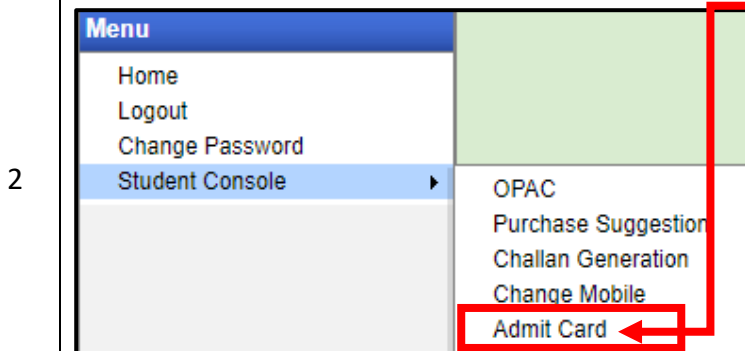 2
Menu
Home
Logout
Change Password
Student Console
OPAC
Purchase Suggestion
Challan Generation
Change Mobile
Admit Card